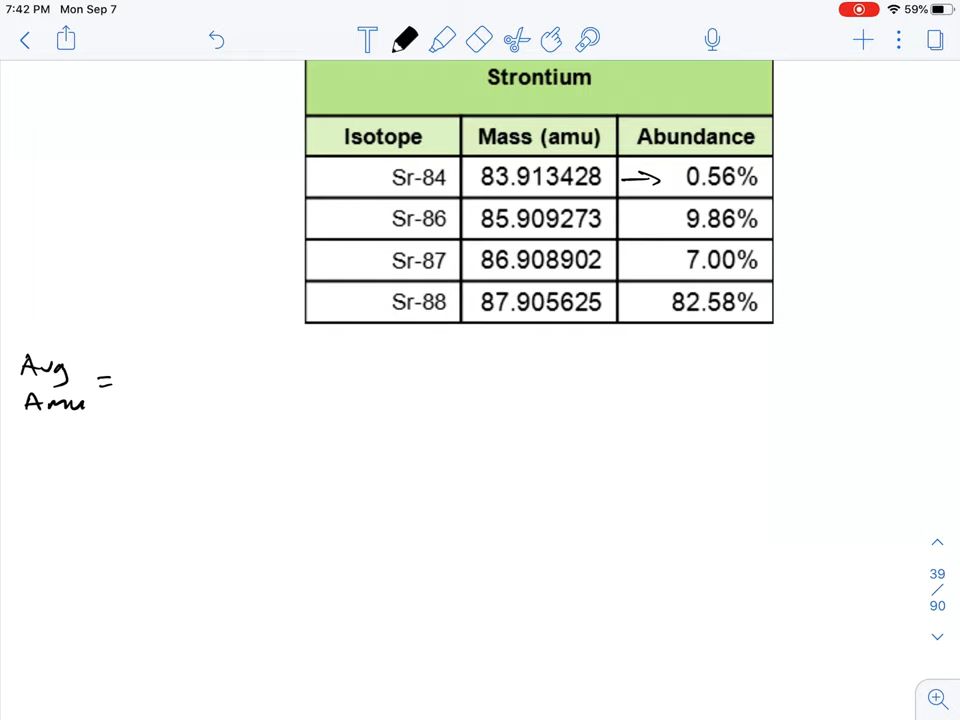 7:42 PM Mon Sep 7 59%
T
Strontium
Isotope Mass (amu) Abundance
Sr-84 83.913428 → 0.56%
Sr-86 85.909273 9.86%
Sr-87 86.908902 7.00%
Sr-88 87.905625 82.58%
Avg
Amu =
39
/
90